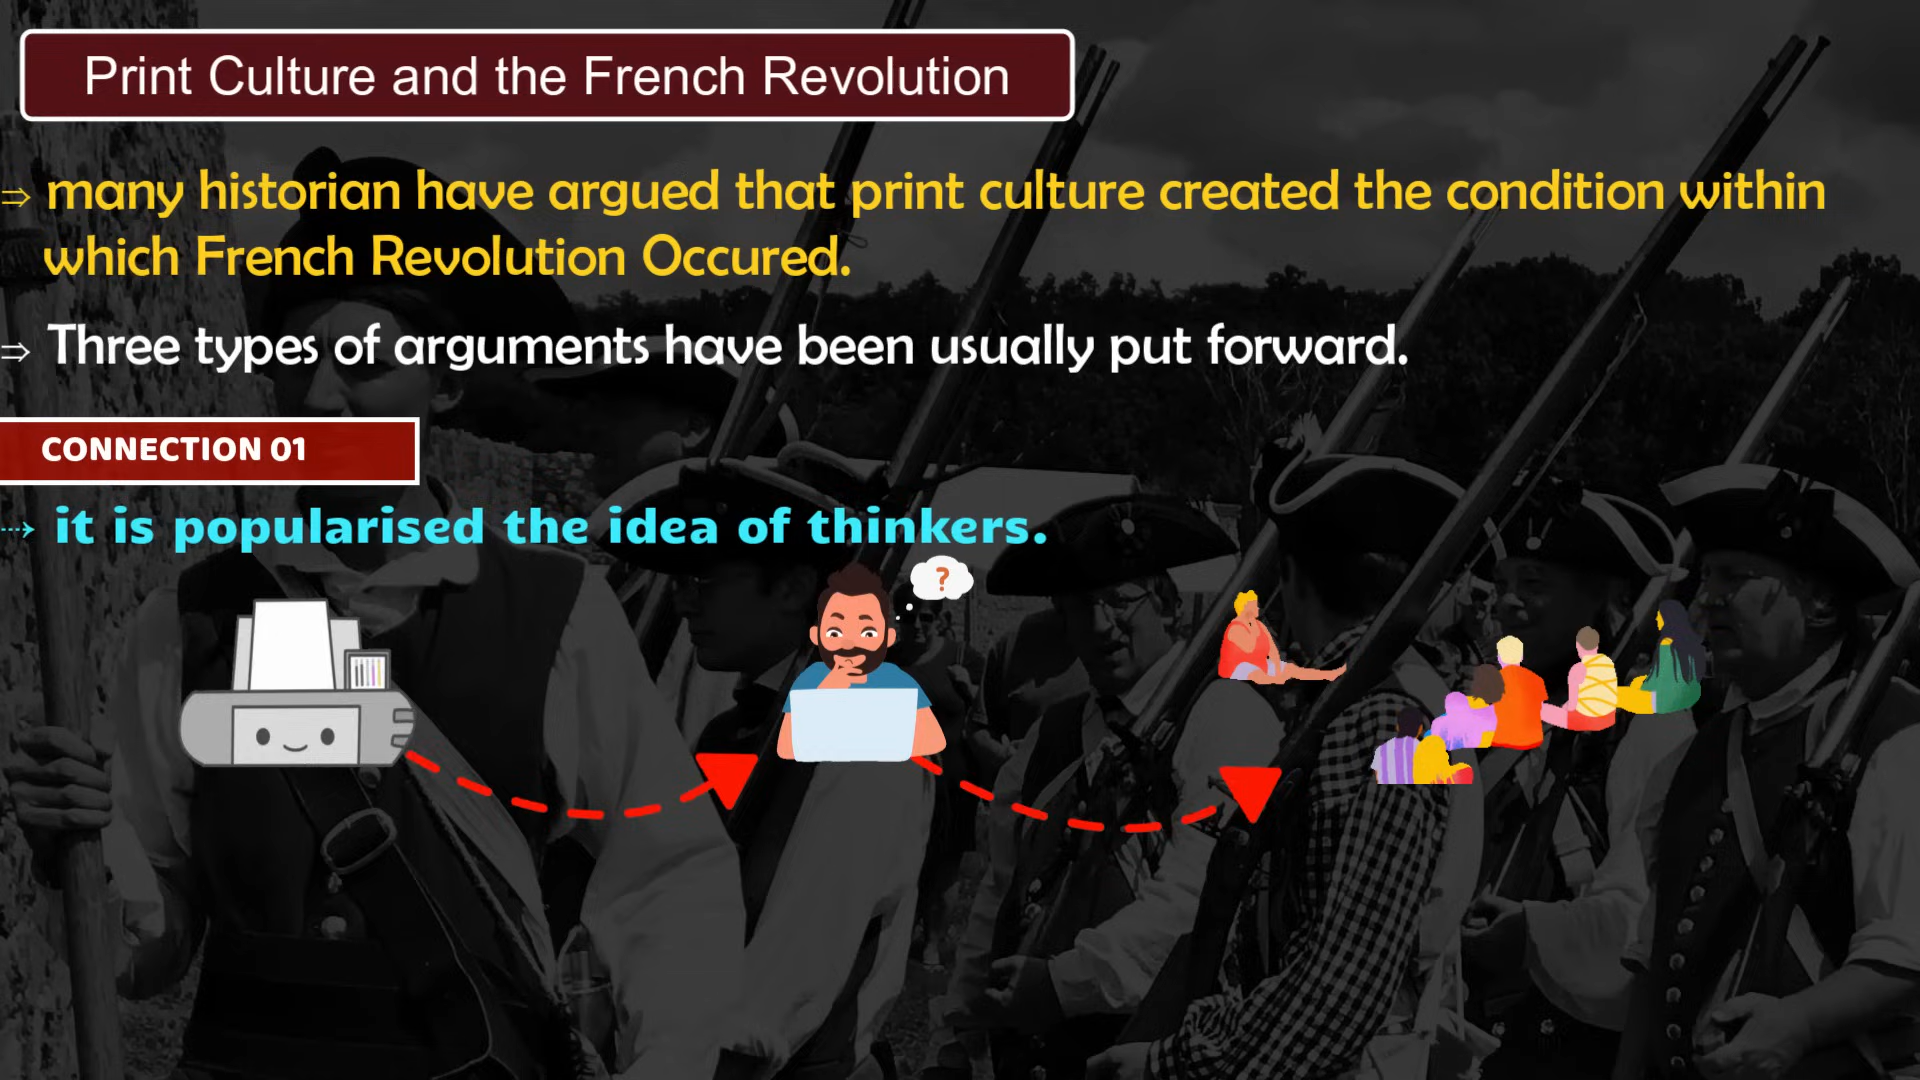 Print Culture and the French Revolution
⇒ many historian have argued that print culture created the condition within
which French Revolution Occured.
⇒ Three types of arguments have been usually put forward.
CONNECTION 01
⇢ it is popularised the idea of thinkers.
?